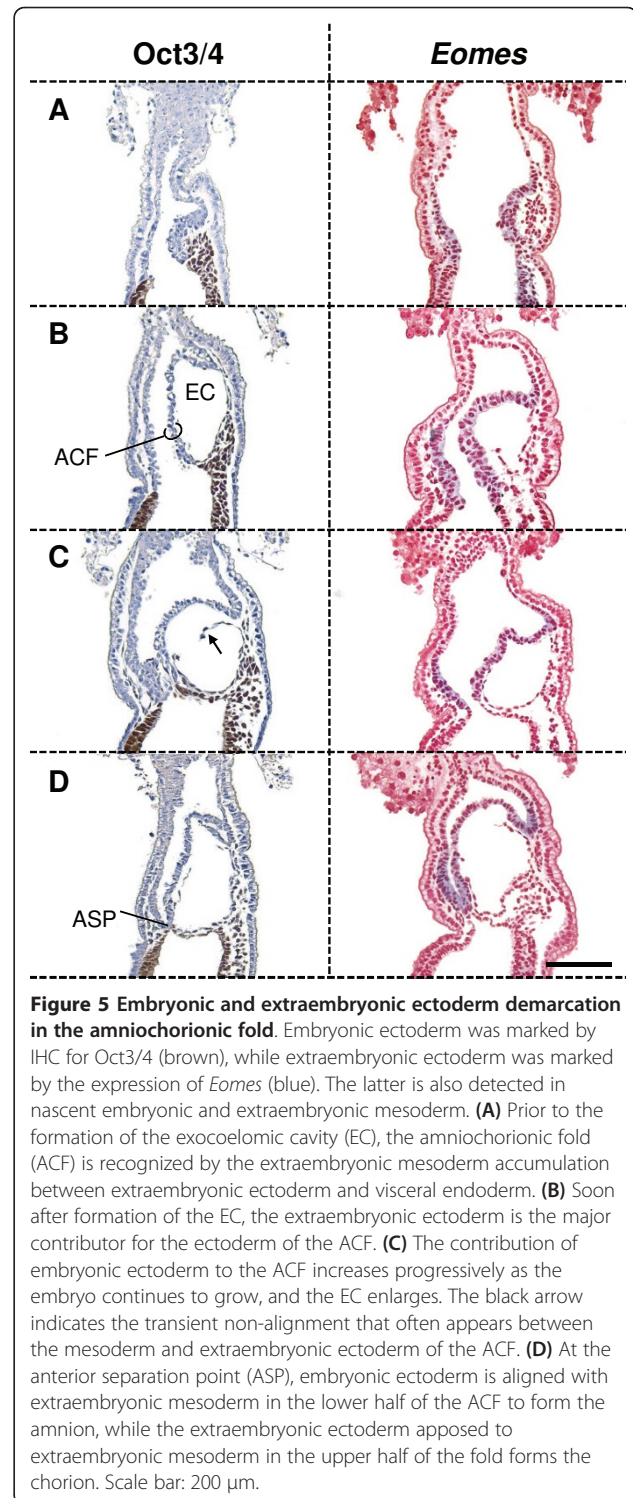 Oct3/4 Eomes
A
B
EC
ACF
C
D
ASP
Figure 5 Embryonic and extraembryonic ectoderm demarcation
in the amniochorionic fold. Embryonic ectoderm was marked by
IHC for Oct3/4 (brown), while extraembryonic ectoderm was marked
by the expression of Eomes (blue). The latter is also detected in
nascent embryonic and extraembryonic mesoderm. (A) Prior to the
formation of the exocoelomic cavity (EC), the amniochorionic fold
(ACF) is recognized by the extraembryonic mesoderm accumulation
between extraembryonic ectoderm and visceral endoderm. (B) Soon
after formation of the EC, the extraembryonic ectoderm is the major
contributor for the ectoderm of the ACF. (C) The contribution of
embryonic ectoderm to the ACF increases progressively as the
embryo continues to grow, and the EC enlarges. The black arrow
indicates the transient non-alignment that often appears between
the mesoderm and extraembryonic ectoderm of the ACF. (D) At the
anterior separation point (ASP), embryonic ectoderm is aligned with
extraembryonic mesoderm in the lower half of the ACF to form the
amnion, while the extraembryonic ectoderm apposed to
extraembryonic mesoderm in the upper half of the fold forms the
chorion. Scale bar: 200 μm.